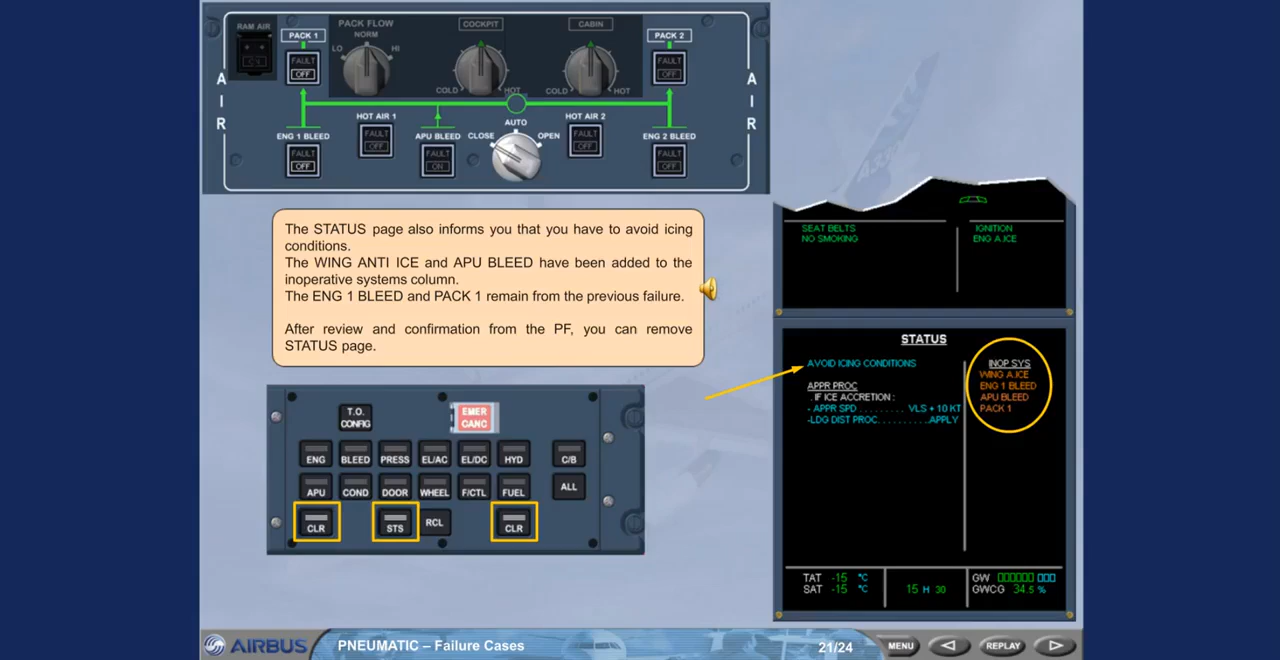 RAM AIR
PACK FLOW
NORM
LO
HI
COCKPIT
COLD
HOT
CABIN
COLD
HOT
PACK 1
FAULT
OFF
PACK 2
FAULT
OFF
A
I
R
A
I
R
ENG 1 BLEED
FAULT
OFF
HOT AIR 1
FAULT
OFF
APU BLEED
FAULT
ON
AUTO
CLOSE
OPEN
HOT AIR 2
FAULT
OFF
ENG 2 BLEED
FAULT
OFF
The STATUS page also informs you that you have to avoid icing
conditions.
The WING ANTI ICE and APU BLEED have been added to the
inoperative systems column.
The ENG 1 BLEED and PACK 1 remain from the previous failure.
After review and confirmation from the PF, you can remove
STATUS page.
SEAT BELTS
NO SMOKING
IGNITION
ENG A.ICE
STATUS
AVOID ICING CONDITIONS
APPR PROC
. IF ICE ACCRETION :
- APPR SPD ......... VLS + 10 KT
-LDG DIST PROC..........APPLY
INOP SYS
WING A.ICE
ENG 1 BLEED
APU BLEED
PACK 1
TAT -15 °C
SAT -15 °C
15 H 30
GW
GWCG 34.5 %
T.O.
CONFIG
EMER
CANC
ENG BLEED PRESS EL/AC EL/DC HYD C/B
APU COND DOOR WHEEL F/CTL FUEL ALL
CLR STS RCL CLR
AIRBUS
PNEUMATIC – Failure Cases
21/24
MENU
REPLAY